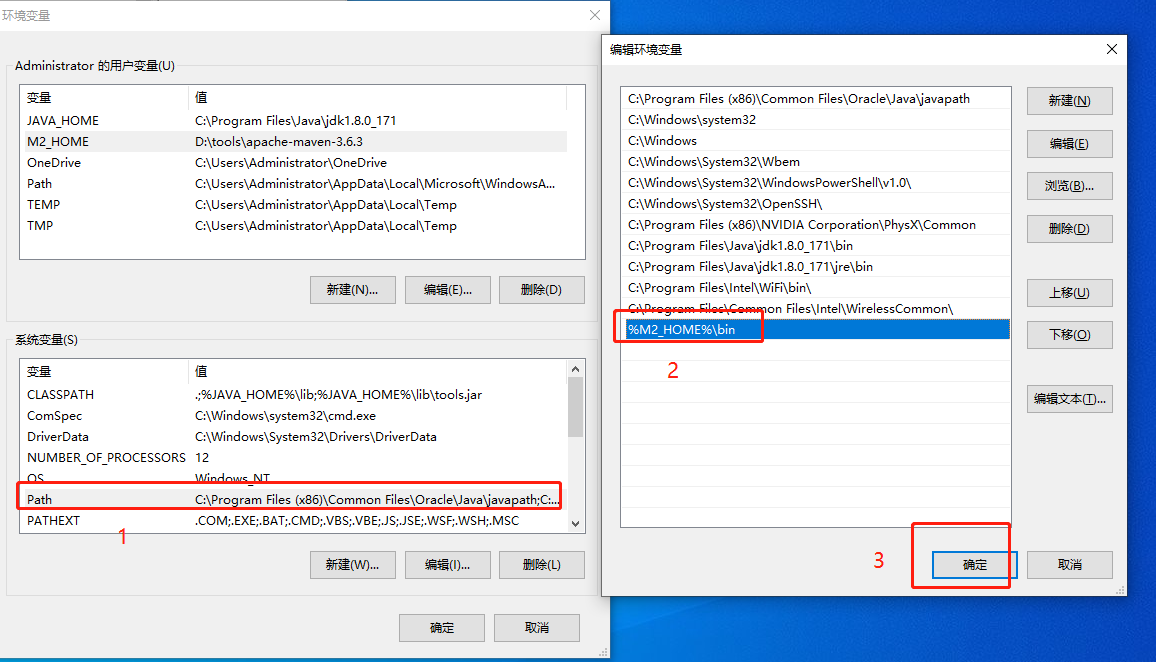 环境变量
Administrator 的用户变量(U)
变量 值
JAVA_HOME C:\Program Files\Java\jdk1.8.0_171
M2_HOME D:\tools\apache-maven-3.6.3
OneDrive C:\Users\Administrator\OneDrive
Path C:\Users\Administrator\AppData\Local\Microsoft\WindowsA...
TEMP C:\Users\Administrator\AppData\Local\Temp
TMP C:\Users\Administrator\AppData\Local\Temp
新建(N)... 编辑(E)... 删除(D)
系统变量(S)
变量 值
CLASSPATH .;%JAVA_HOME%\lib;%JAVA_HOME%\lib\tools.jar
ComSpec C:\Windows\system32\cmd.exe
DriverData C:\Windows\System32\Drivers\DriverData
NUMBER_OF_PROCESSORS 12
OS Windows_NT
Path C:\Program Files (x86)\Common Files\Oracle\Java\javapath;C:...
PATHEXT .COM;.EXE;.BAT;.CMD;.VBS;.VBE;.JS;.JSE;.WSF;.WSH;.MSC
1
新建(W)... 编辑(I)... 删除(L)
确定 取消
编辑环境变量
C:\Program Files (x86)\Common Files\Oracle\Java\javapath
C:\Windows\system32
C:\Windows
C:\Windows\System32\Wbem
C:\Windows\System32\WindowsPowerShell\v1.0\
C:\Windows\System32\OpenSSH\
C:\Program Files (x86)\NVIDIA Corporation\PhysX\Common
C:\Program Files\Java\jdk1.8.0_171\bin
C:\Program Files\Java\jdk1.8.0_171\jre\bin
C:\Program Files\Intel\WiFi\bin\
C:\Program Files\Common Files\Intel\WirelessCommon\
%M2_HOME%\bin
2
新建(N)
编辑(E)
浏览(B)...
删除(D)
上移(U)
下移(O)
编辑文本(T)...
3
确定 取消